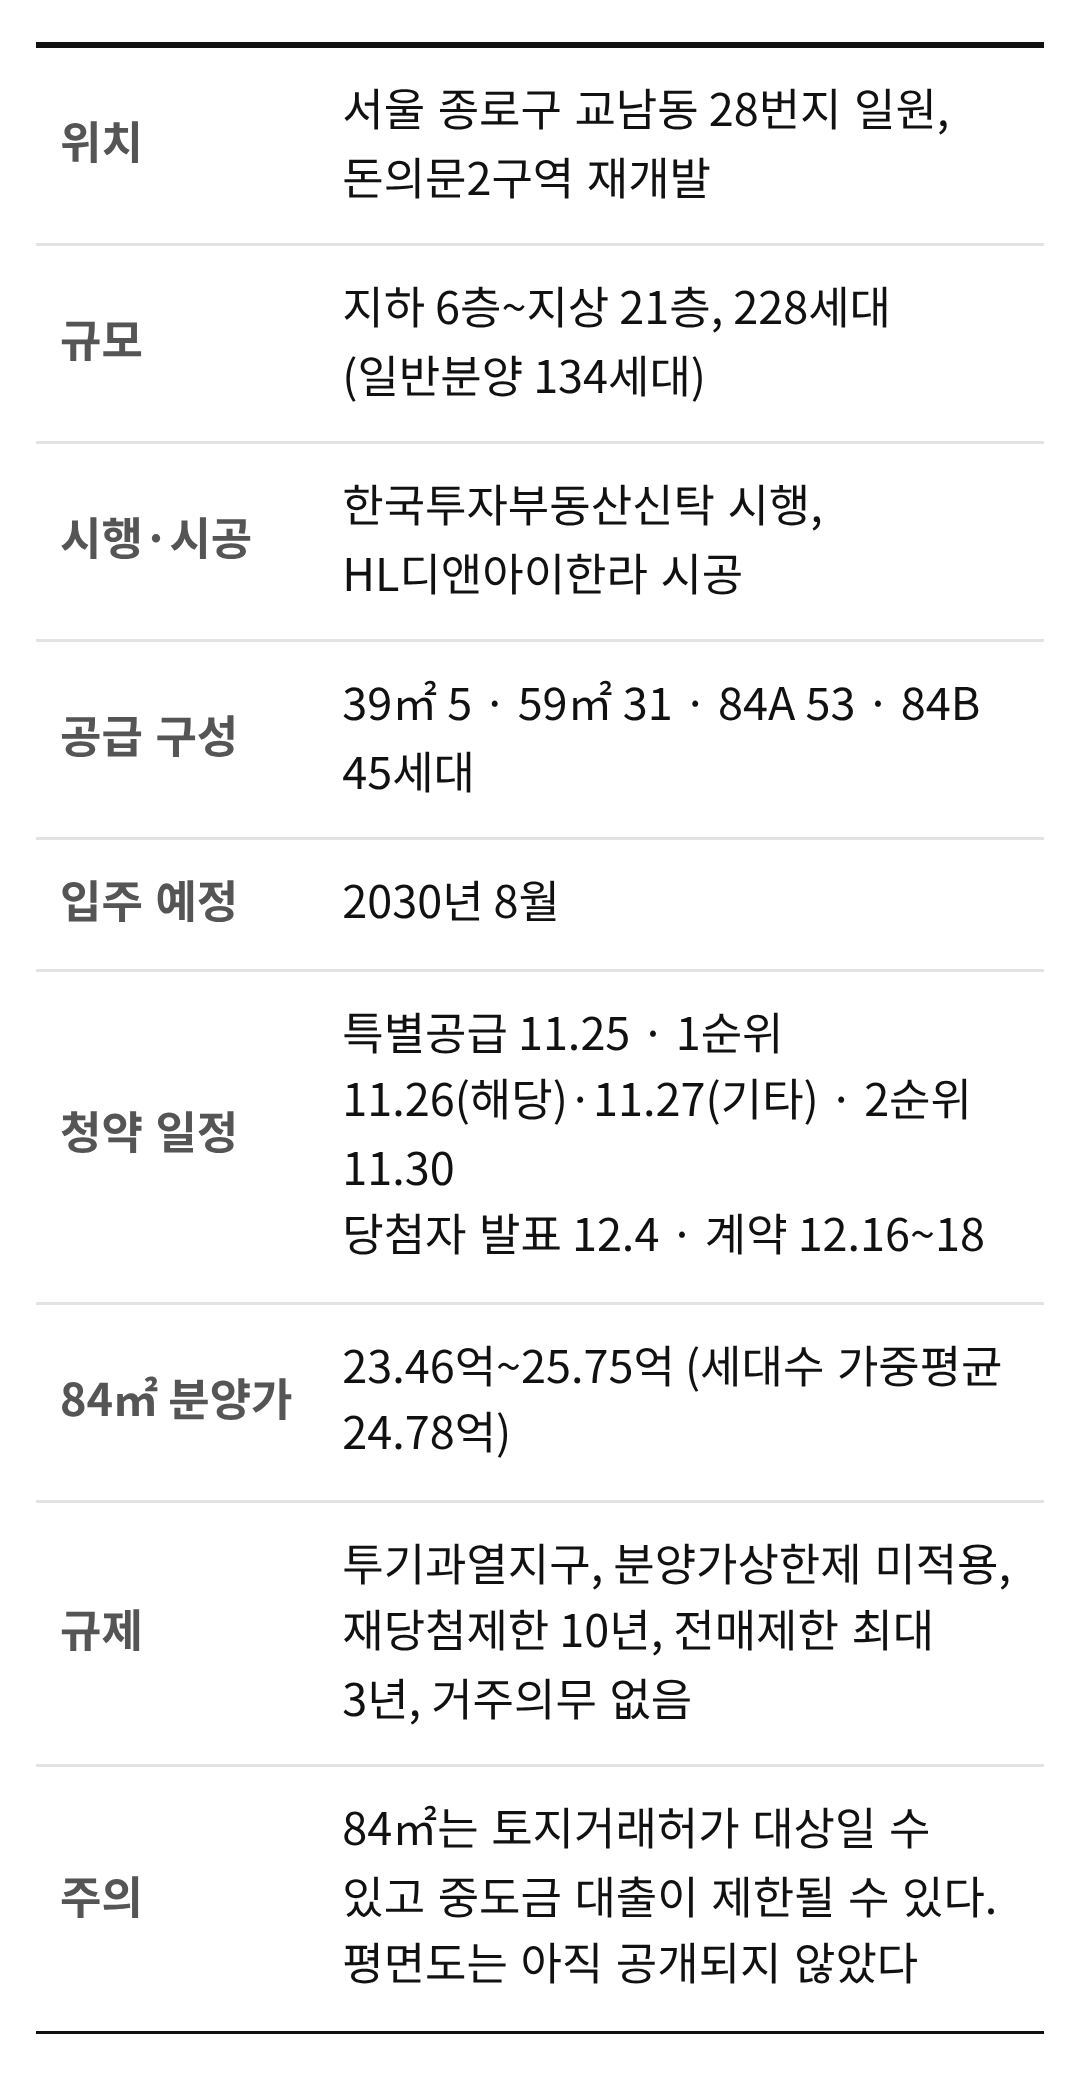 위치
서울 종로구 교남동 28번지 일원,
돈의문2구역 재개발
규모
지하 6층~지상 21층, 228세대
(일반분양 134세대)
시행·시공
한국투자부동산신탁 시행,
HL디앤아이한라 시공
공급 구성
39㎡ 5 · 59㎡ 31 · 84A 53 · 84B
45세대
입주 예정
2030년 8월
청약 일정
특별공급 11.25 · 1순위
11.26(해당)·11.27(기타) · 2순위
11.30
당첨자 발표 12.4 · 계약 12.16~18
84㎡ 분양가
23.46억~25.75억 (세대수 가중평균
24.78억)
규제
투기과열지구, 분양가상한제 미적용,
재당첨제한 10년, 전매제한 최대
3년, 거주의무 없음
주의
84㎡는 토지거래허가 대상일 수
있고 중도금 대출이 제한될 수 있다.
평면도는 아직 공개되지 않았다